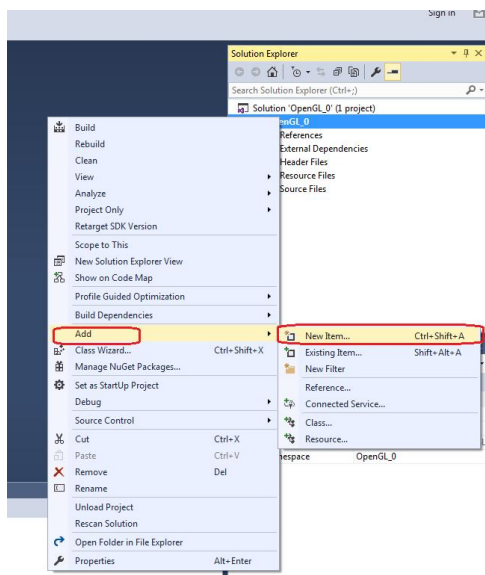 Sign in
Solution Explorer
Search Solution Explorer (Ctrl+;)
Solution 'OpenGL_0' (1 project)
enGL_0
References
External Dependencies
Header Files
Resource Files
Source Files
Build
Rebuild
Clean
View
Analyze
Project Only
Retarget SDK Version
Scope to This
New Solution Explorer View
Show on Code Map
Profile Guided Optimization
Build Dependencies
Add
Class Wizard... Ctrl+Shift+X
Manage NuGet Packages...
Set as StartUp Project
Debug
Source Control
Cut Ctrl+X
Paste Ctrl+V
Remove Del
Rename
Unload Project
Rescan Solution
Open Folder in File Explorer
Properties Alt+Enter
New Item... Ctrl+Shift+A
Existing Item... Shift+Alt+A
New Filter
Reference...
Connected Service...
Class...
Resource...
mespace OpenGL_0